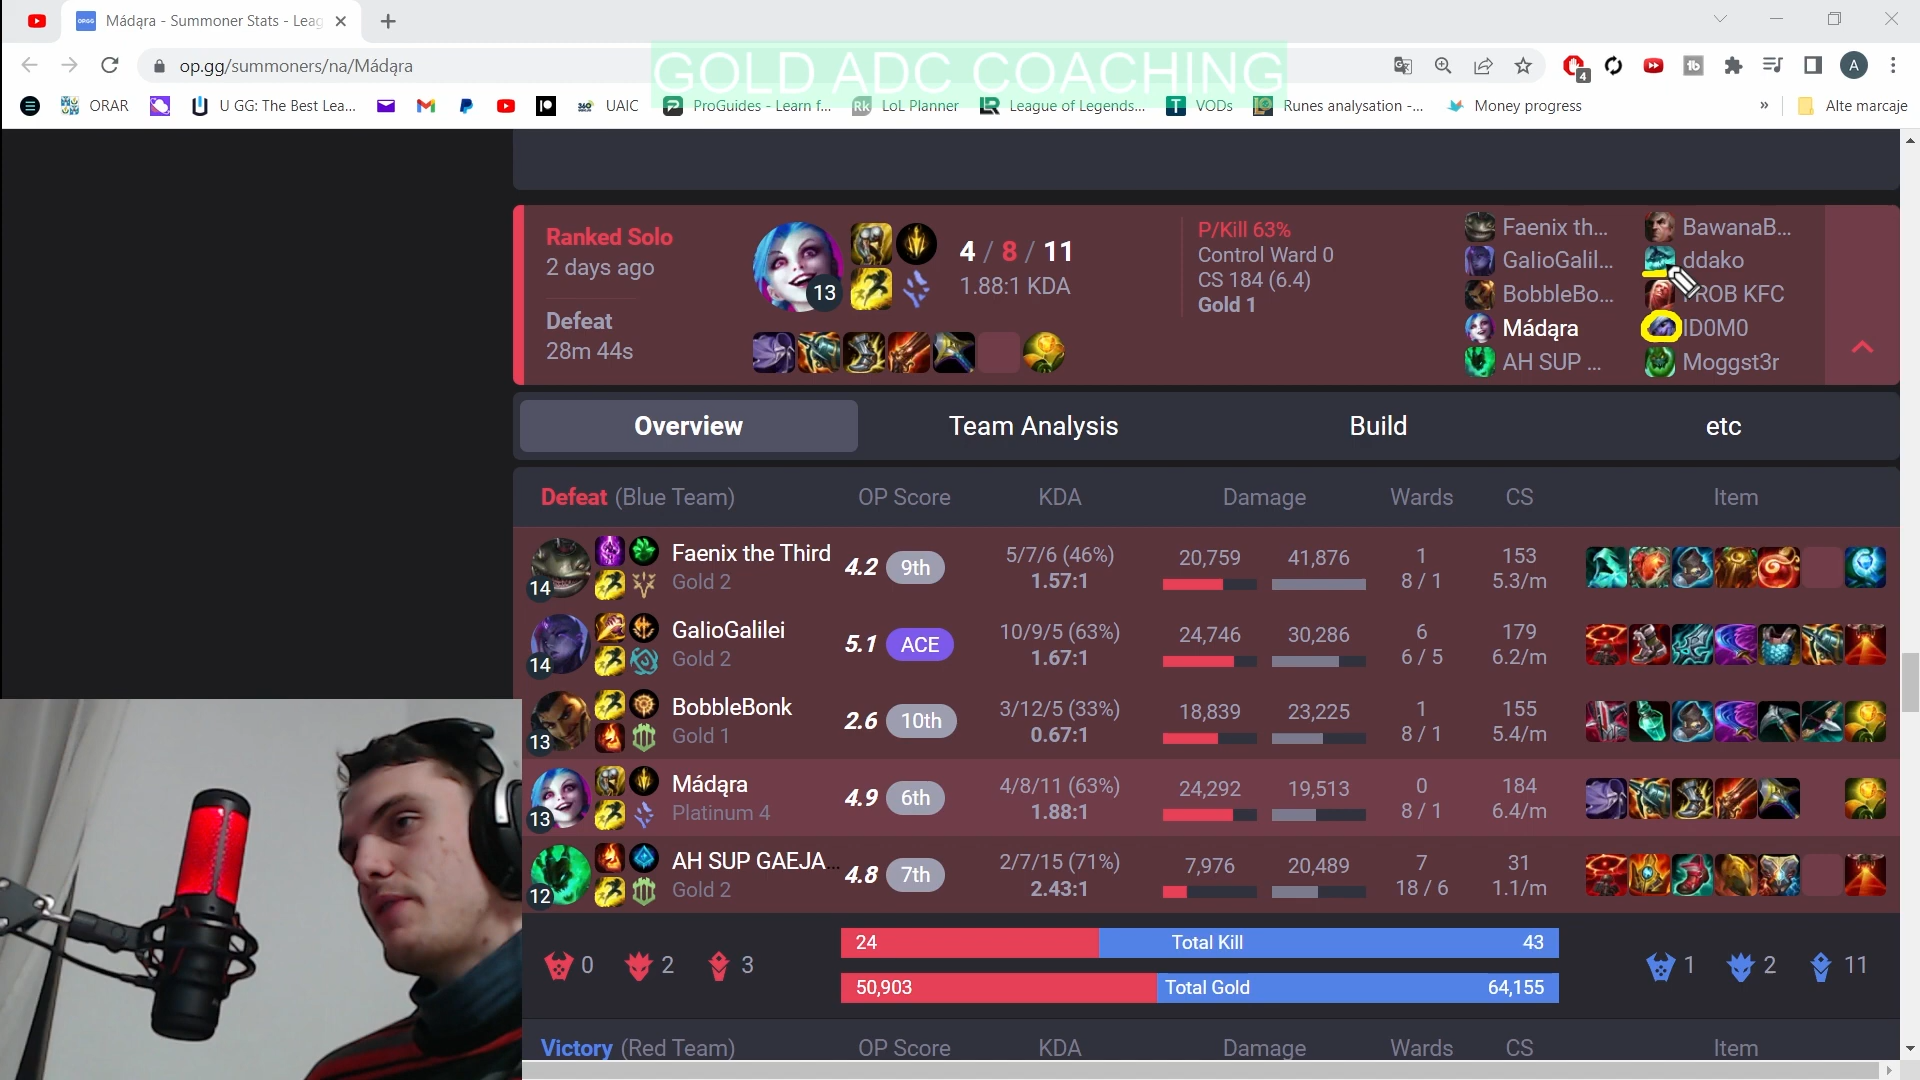 Mádąra - Summoner Stats - Leag
op.gg/summoners/na/Mádąra
GOLD ADC COACHING
4
A
ORAR
U GG: The Best Lea...
UAIC
ProGuides - Learn f...
LoL Planner
League of Legends...
VODs
Runes analysation -...
Money progress
»
Alte marcaje
Ranked Solo
2 days ago
Defeat
28m 44s
13
4 / 8 / 11
1.88:1 KDA
P/Kill 63%
Control Ward 0
CS 184 (6.4)
Gold 1
Faenix th... BawanaB...
GalioGalil... ddako
BobbleBo... PROB KFC
Mádąra ID0M0
AH SUP ... Moggst3r
Overview Team Analysis Build etc
Defeat (Blue Team) OP Score KDA Damage Wards CS Item
14 Faenix the Third 4.2 9th 5/7/6 (46%) 20,759 41,876 1 153
Gold 2 1.57:1 8 / 1 5.3/m
14 GalioGalilei 5.1 ACE 10/9/5 (63%) 24,746 30,286 6 179
Gold 2 1.67:1 6 / 5 6.2/m
13 BobbleBonk 2.6 10th 3/12/5 (33%) 18,839 23,225 1 155
Gold 1 0.67:1 8 / 1 5.4/m
13 Mádąra 4.9 6th 4/8/11 (63%) 24,292 19,513 0 184
Platinum 4 1.88:1 8 / 1 6.4/m
12 AH SUP GAEJA... 4.8 7th 2/7/15 (71%) 7,976 20,489 7 31
Gold 2 2.43:1 18 / 6 1.1/m
0 2 3
24 Total Kill 43
50,903 Total Gold 64,155
1 2 11
Victory (Red Team) OP Score KDA Damage Wards CS Item